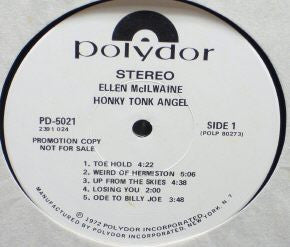 polydor
STEREO
ELLEN McILWAINE
HONKY TONK ANGEL
PD-5021
2391 024
SIDE 1
(POLP 80273)
PROMOTION COPY
NOT FOR SALE
1. TOE HOLD 4:22
2. WEIRD OF HERMISTON 5:06
3. UP FROM THE SKIES 4:38
4. LOSING YOU 2:00
5. ODE TO BILLY JOE 3:48
© 1972 POLYDOR INCORPORATED
MANUFACTURED BY POLYDOR INCORPORATED, NEW YORK, N.Y.